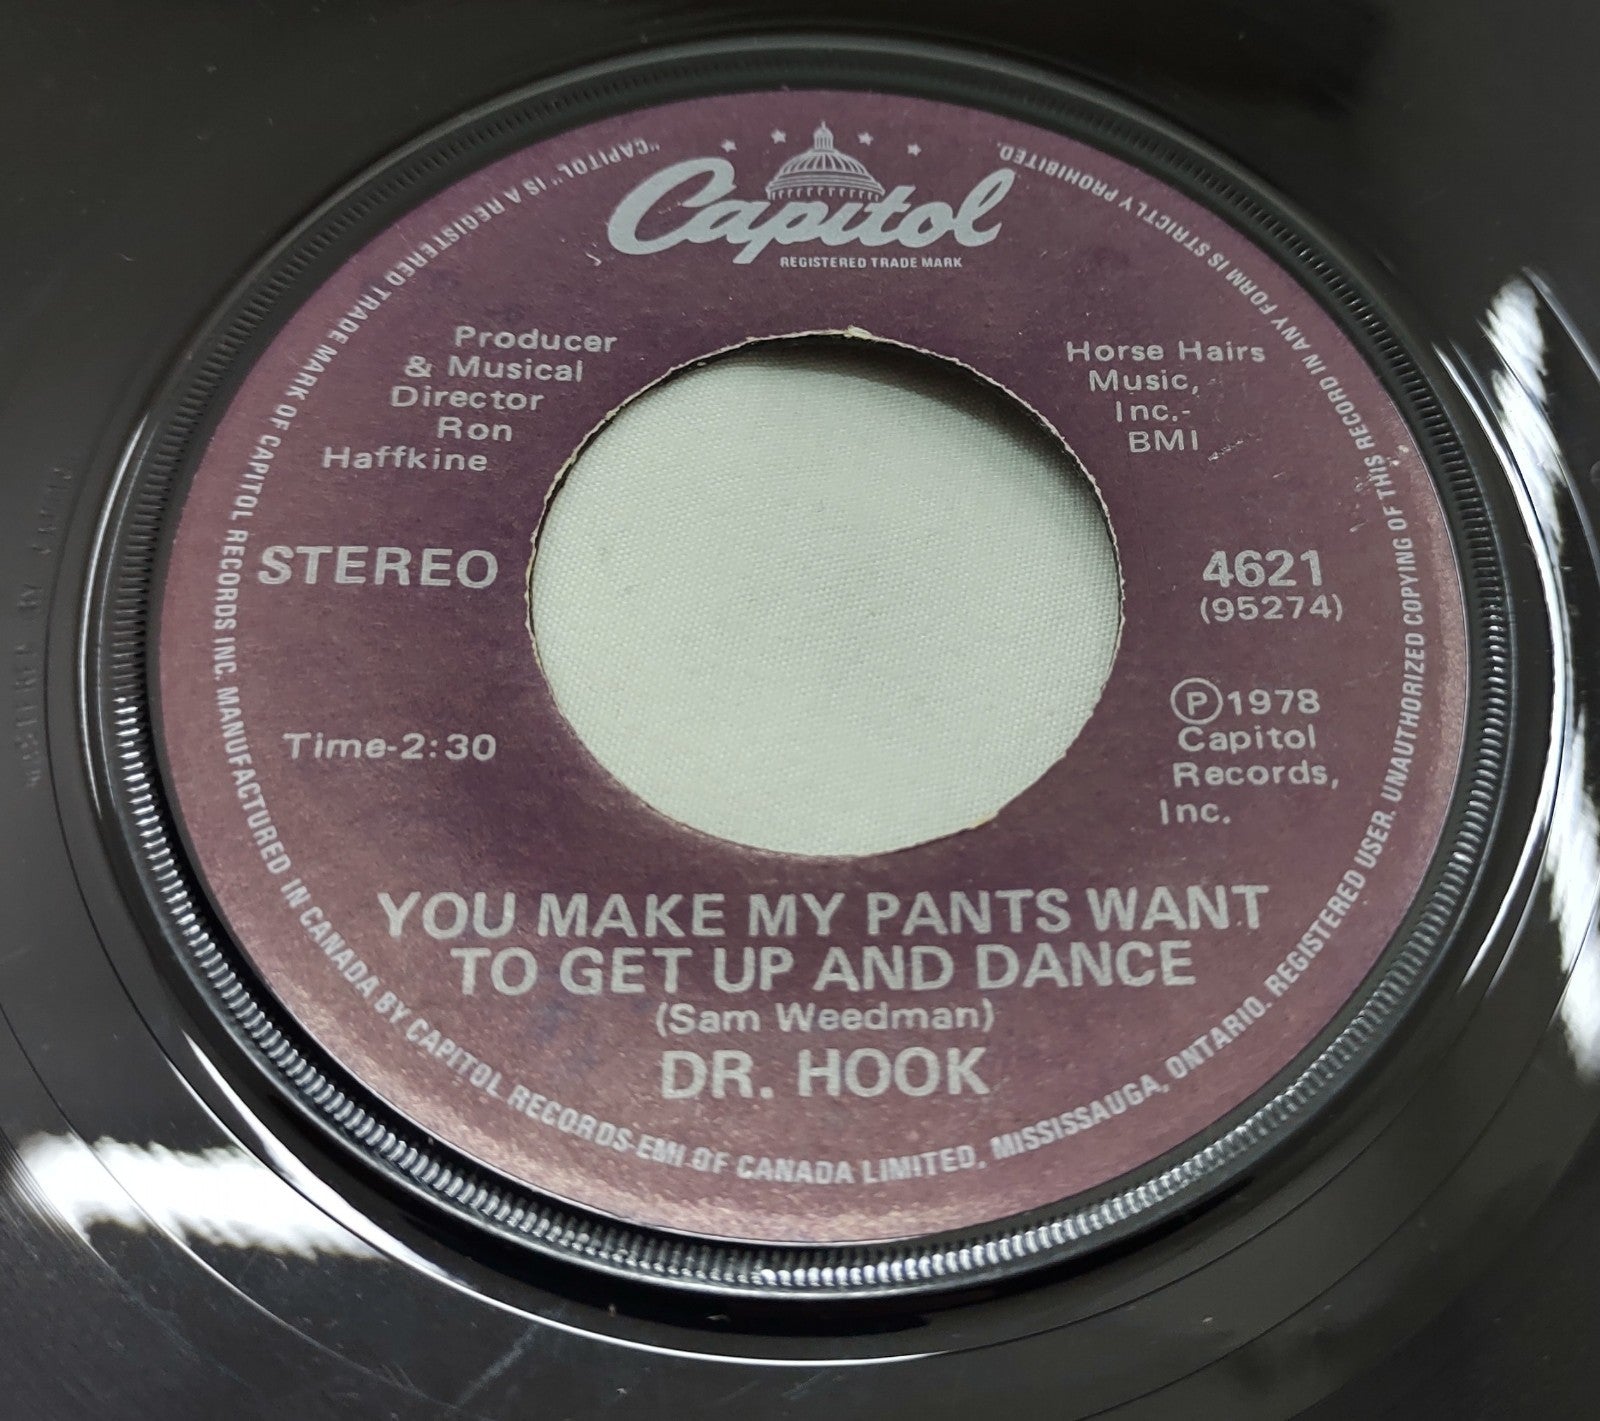 Capitol
REGISTERED TRADE MARK
Producer
& Musical
Director
Ron
Haffkine
Horse Hairs
Music,
Inc.-
BMI
STEREO
4621
(95274)
Time-2:30
Ⓟ1978
Capitol
Records,
Inc.
YOU MAKE MY PANTS WANT
TO GET UP AND DANCE
(Sam Weedman)
DR. HOOK
"CAPITOL" IS A REGISTERED TRADE MARK OF CAPITOL RECORDS INC. MANUFACTURED IN CANADA BY CAPITOL RECORDS-EMI OF CANADA LIMITED, MISSISSAUGA, ONTARIO. REGISTERED USER. UNAUTHORIZED COPYING OF THIS RECORD IN ANY FORM IS STRICTLY PROHIBITED.